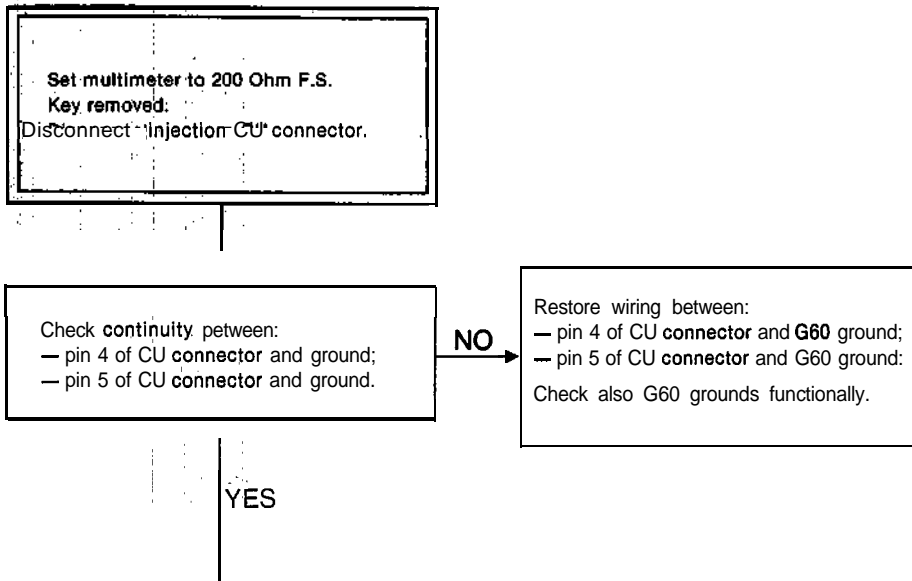 Set multimeter to 200 Ohm F.S.
Key removed:
Disconnect injection CU connector.
Check continuity petween:
— pin 4 of CU connector and ground;
— pin 5 of CU connector and ground.
NO
Restore wiring between:
— pin 4 of CU connector and G60 ground;
— pin 5 of CU connector and G60 ground:
Check also G60 grounds functionally.
YES